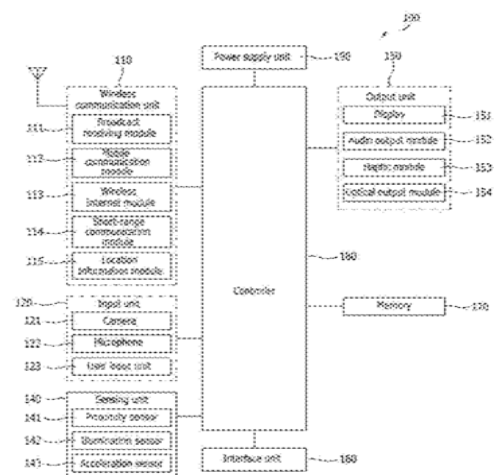 100
110
Power supply unit
190
150
Wireless communication unit
Output unit
111
Broadcast receiving module
Display
151
112
Mobile communication module
Audio output module
152
113
Wireless Internet module
Haptic module
153
114
Short-range communication module
Optical output module
154
115
Location information module
180
Controller
120
Input unit
Memory
170
121
Camera
122
Microphone
123
User input unit
140
Sensing unit
141
Proximity sensor
142
Illumination sensor
143
Acceleration sensor
Interface unit
160